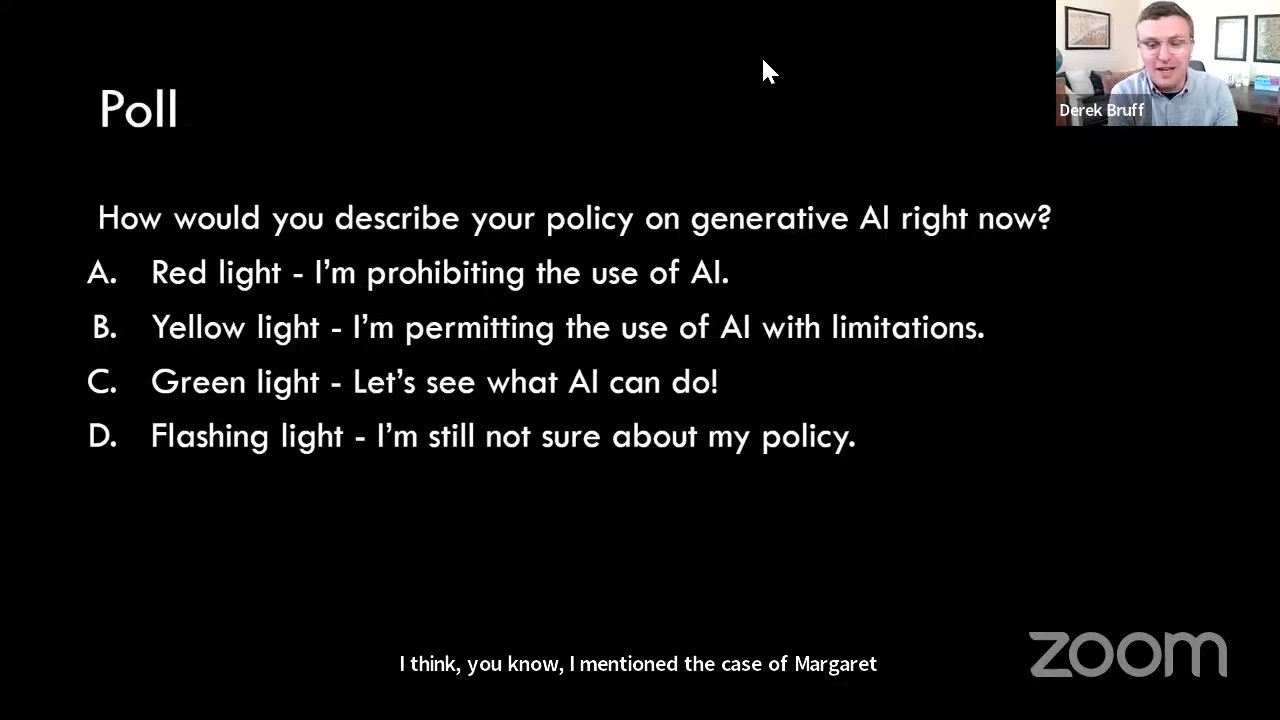 Poll
Derek Bruff
How would you describe your policy on generative AI right now?
A. Red light - I'm prohibiting the use of AI.
B. Yellow light - I'm permitting the use of AI with limitations.
C. Green light - Let's see what AI can do!
D. Flashing light - I'm still not sure about my policy.
I think, you know, I mentioned the case of Margaret
zoom